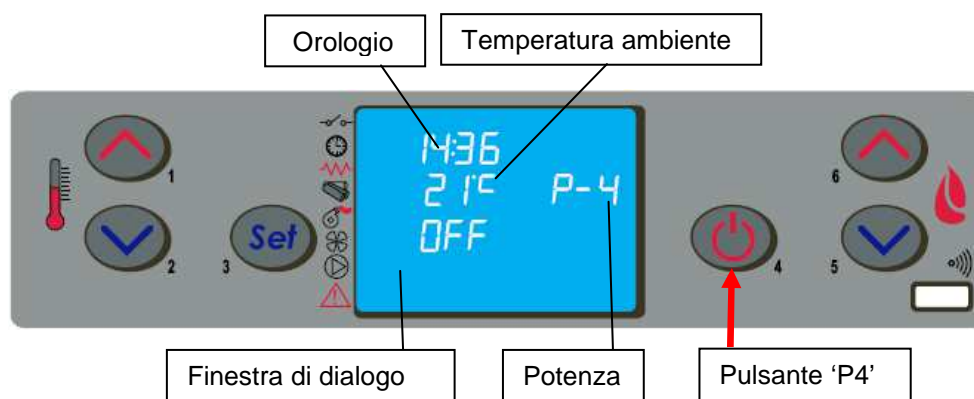 Orologio
Temperatura ambiente
14:36
21°C P-4
OFF
1
2
3
Set
4
5
6
Finestra di dialogo
Potenza
Pulsante ‘P4’